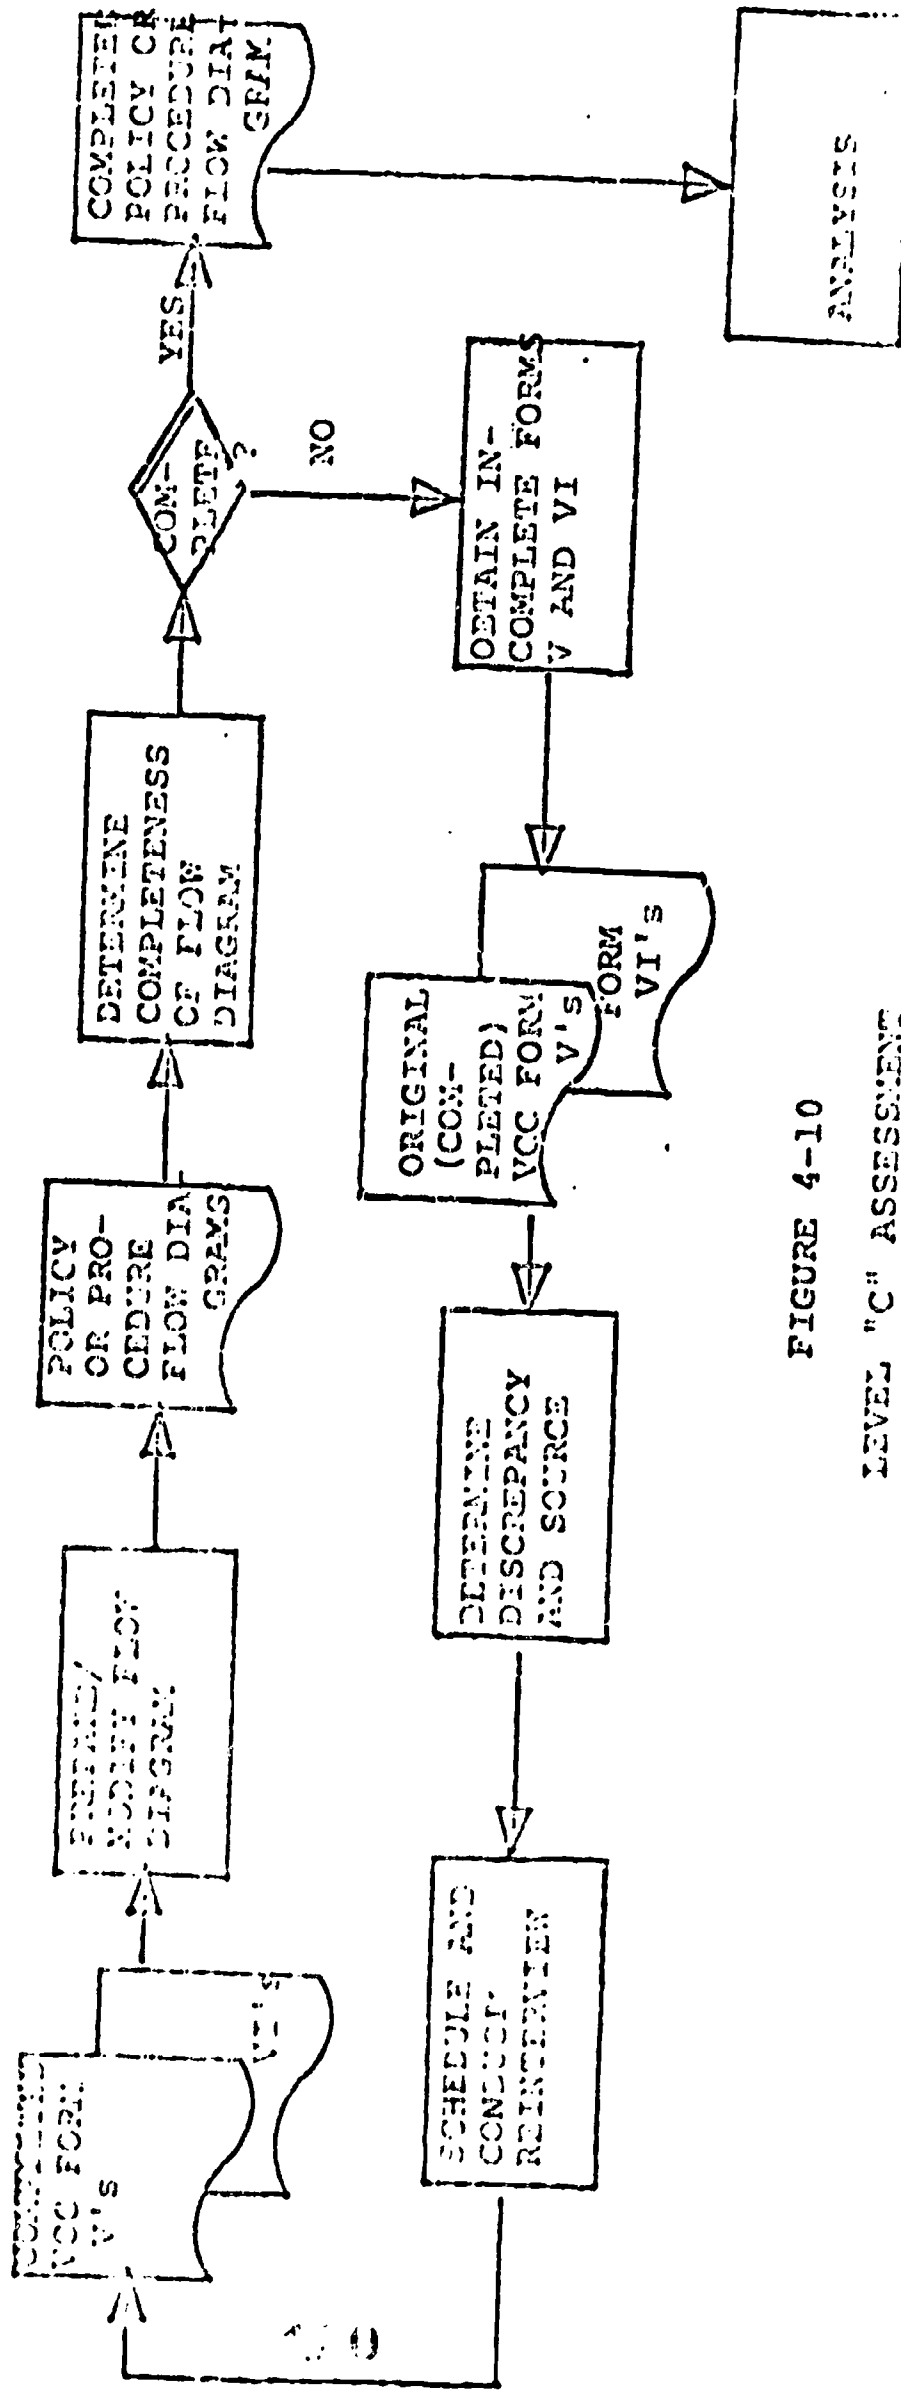 VCC FORM
V's
VI's
MODIFY FLOW
DIAGRAM
POLICY
OR PRO-
CEDURE
FLOW DIA-
GRAMS
DETERMINE
COMPLETENESS
OF FLOW
DIAGRAM
COM-
PLETE
?
YES
COMPLETE
POLICY OR
PROCEDURE
FLOW DIA-
GRAM
NO
ANALYSIS
OBTAIN IN-
COMPLETE FORMS
V AND VI
ORIGINAL
(COM-
PLETED)
VCC FORM
V's
FORM
VI's
DETERMINE
DISCREPANCY
AND SOURCE
SCHEDULE AND
CONDUCT
REINTERVIEW
FIGURE 4-10
LEVEL "C" ASSESSMENT